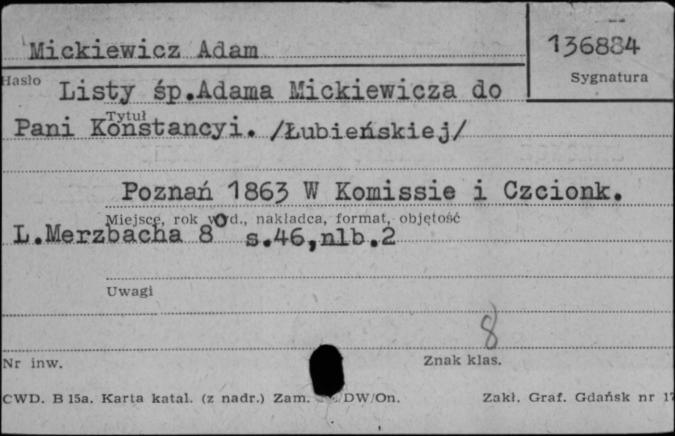 Mickiewicz Adam
136884
Hasło
Sygnatura
Listy śp.Adama Mickiewicza do
Tytuł
Pani Konstancyi. /Łubieńskiej/
Poznań 1863 W Komissie i Czcionk.
Miejsce, rok wyd., nakładca, format, objętość
L.Merzbacha 8° s.46,nlb.2
Uwagi
8
Nr inw.
Znak klas.
CWD. B 15a. Karta katal. (z nadr.) Zam. DW/On.
Zakł. Graf. Gdańsk nr